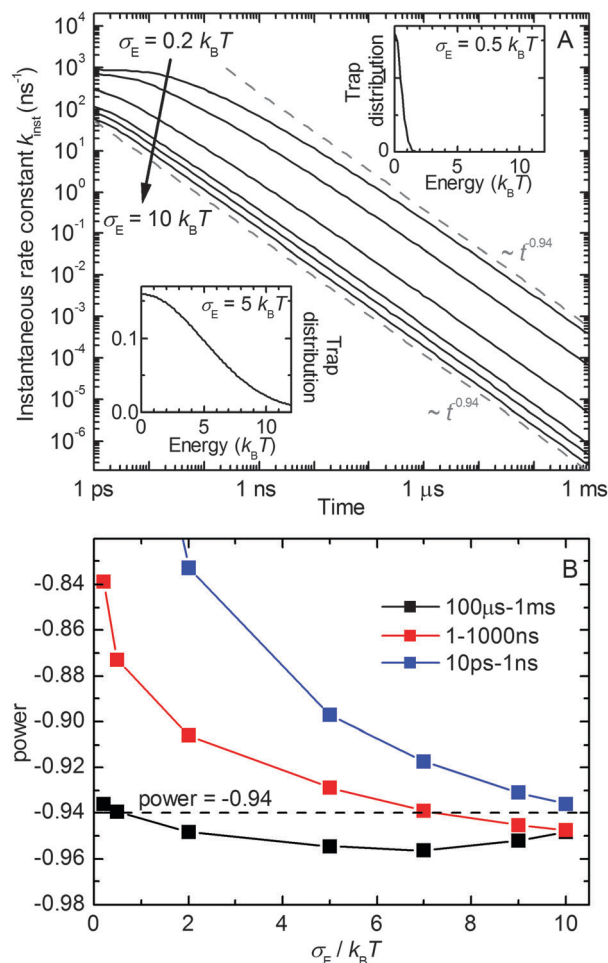 A
Instantaneous rate constant k_inst (ns⁻¹)
10⁴
10³
10²
10¹
10⁰
10⁻¹
10⁻²
10⁻³
10⁻⁴
10⁻⁵
10⁻⁶
σ_E = 0.2 k_BT
σ_E = 10 k_BT
Trap distribution
σ_E = 0.5 k_BT
1
0
0 5 10
Energy (k_BT)
~ t^-0.94
σ_E = 5 k_BT
Trap distribution
0.1
0.0
0 5 10
Energy (k_BT)
~ t^-0.94
1 ps 1 ns 1 μs 1 ms
Time
B
power
-0.84
-0.86
-0.88
-0.90
-0.92
-0.94
-0.96
-0.98
100μs-1ms
1-1000ns
10ps-1ns
power = -0.94
0 2 4 6 8 10
σ_E / k_BT